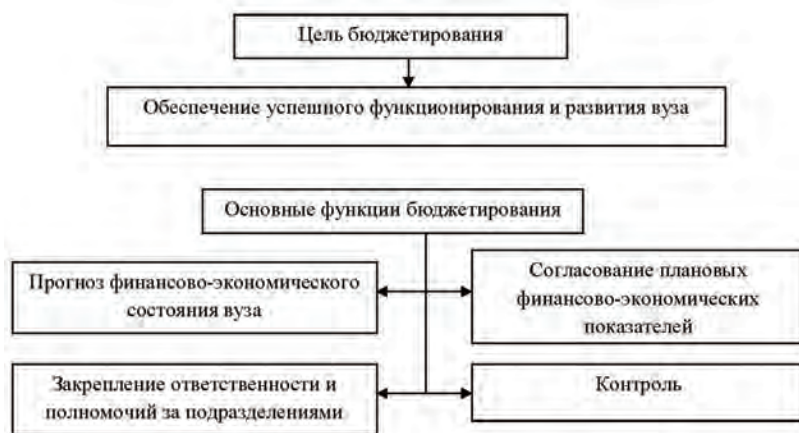 Цель бюджетирования
Обеспечение успешного функционирования и развития вуза
Основные функции бюджетирования
Прогноз финансово-экономического
состояния вуза
Согласование плановых
финансово-экономических
показателей
Закрепление ответственности и
полномочий за подразделениями
Контроль